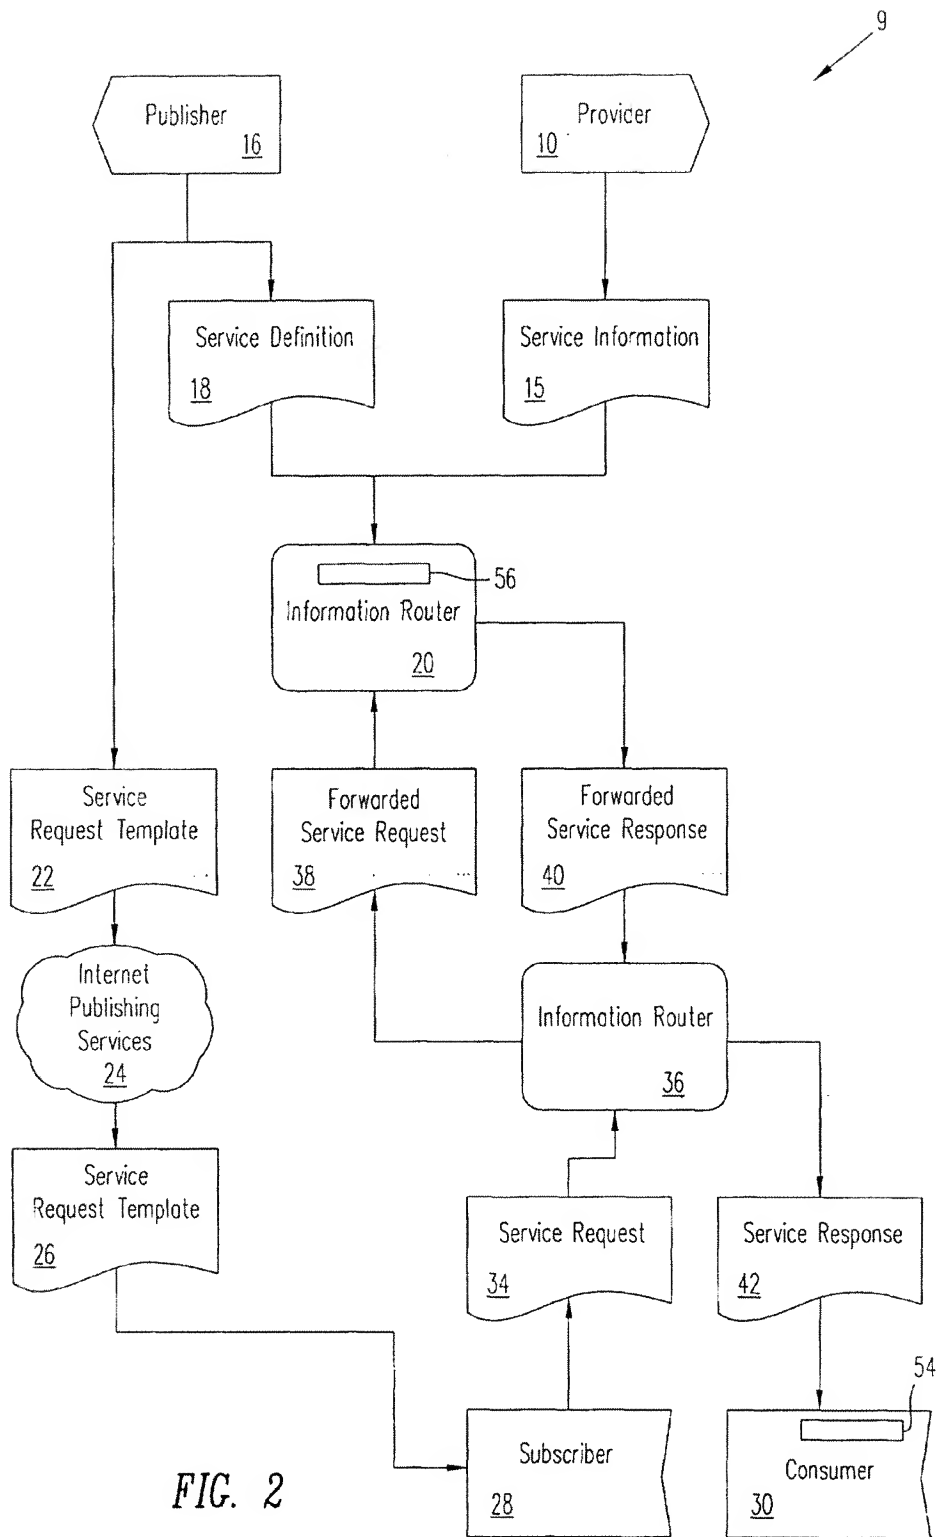 9
Publisher
16
Provider
10
Service Definition
18
Service Information
15
56
Information Router
20
Service
Request Template
22
Forwarded
Service Request
38
Forwarded
Service Response
40
Internet
Publishing
Services
24
Information Router
36
Service
Request Template
26
Service Request
34
Service Response
42
54
Subscriber
28
Consumer
30
FIG. 2